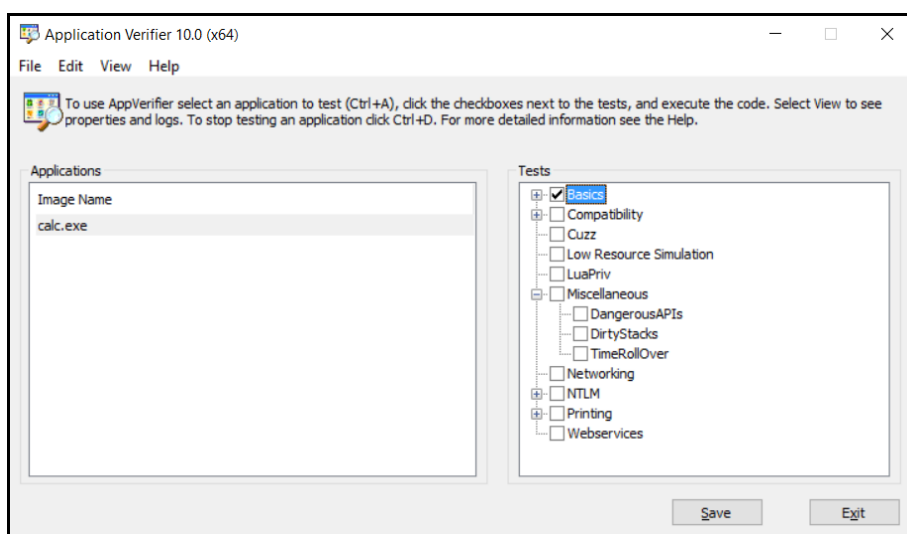 Application Verifier 10.0 (x64)
File Edit View Help
To use AppVerifier select an application to test (Ctrl+A), click the checkboxes next to the tests, and execute the code. Select View to see
properties and logs. To stop testing an application click Ctrl+D. For more detailed information see the Help.
Applications
Image Name
calc.exe
Tests
Basics
Compatibility
Cuzz
Low Resource Simulation
LuaPriv
Miscellaneous
DangerousAPIs
DirtyStacks
TimeRollOver
Networking
NTLM
Printing
Webservices
Save Exit